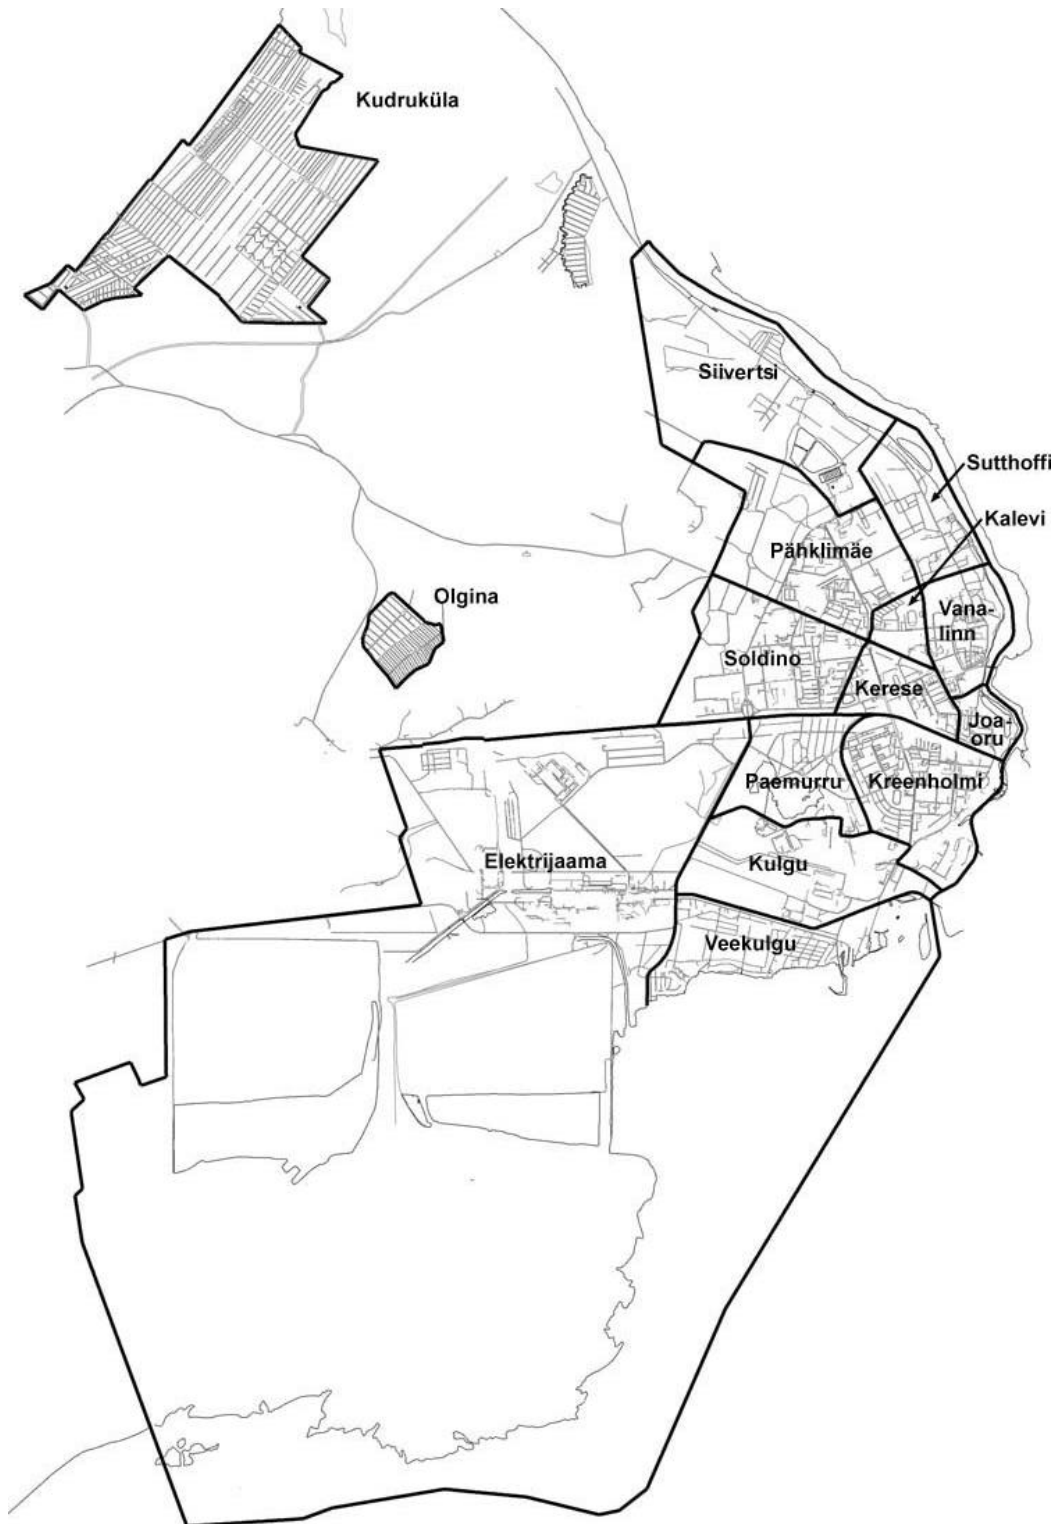 Kudruküla
Siivertsi
Sutthoffi
Kalevi
Pähklimäe
Olgina
Vana-
linn
Soldino
Kerese
Joa-
oru
Paemurru
Kreenholmi
Elektrijaama
Kulgu
Veekulgu